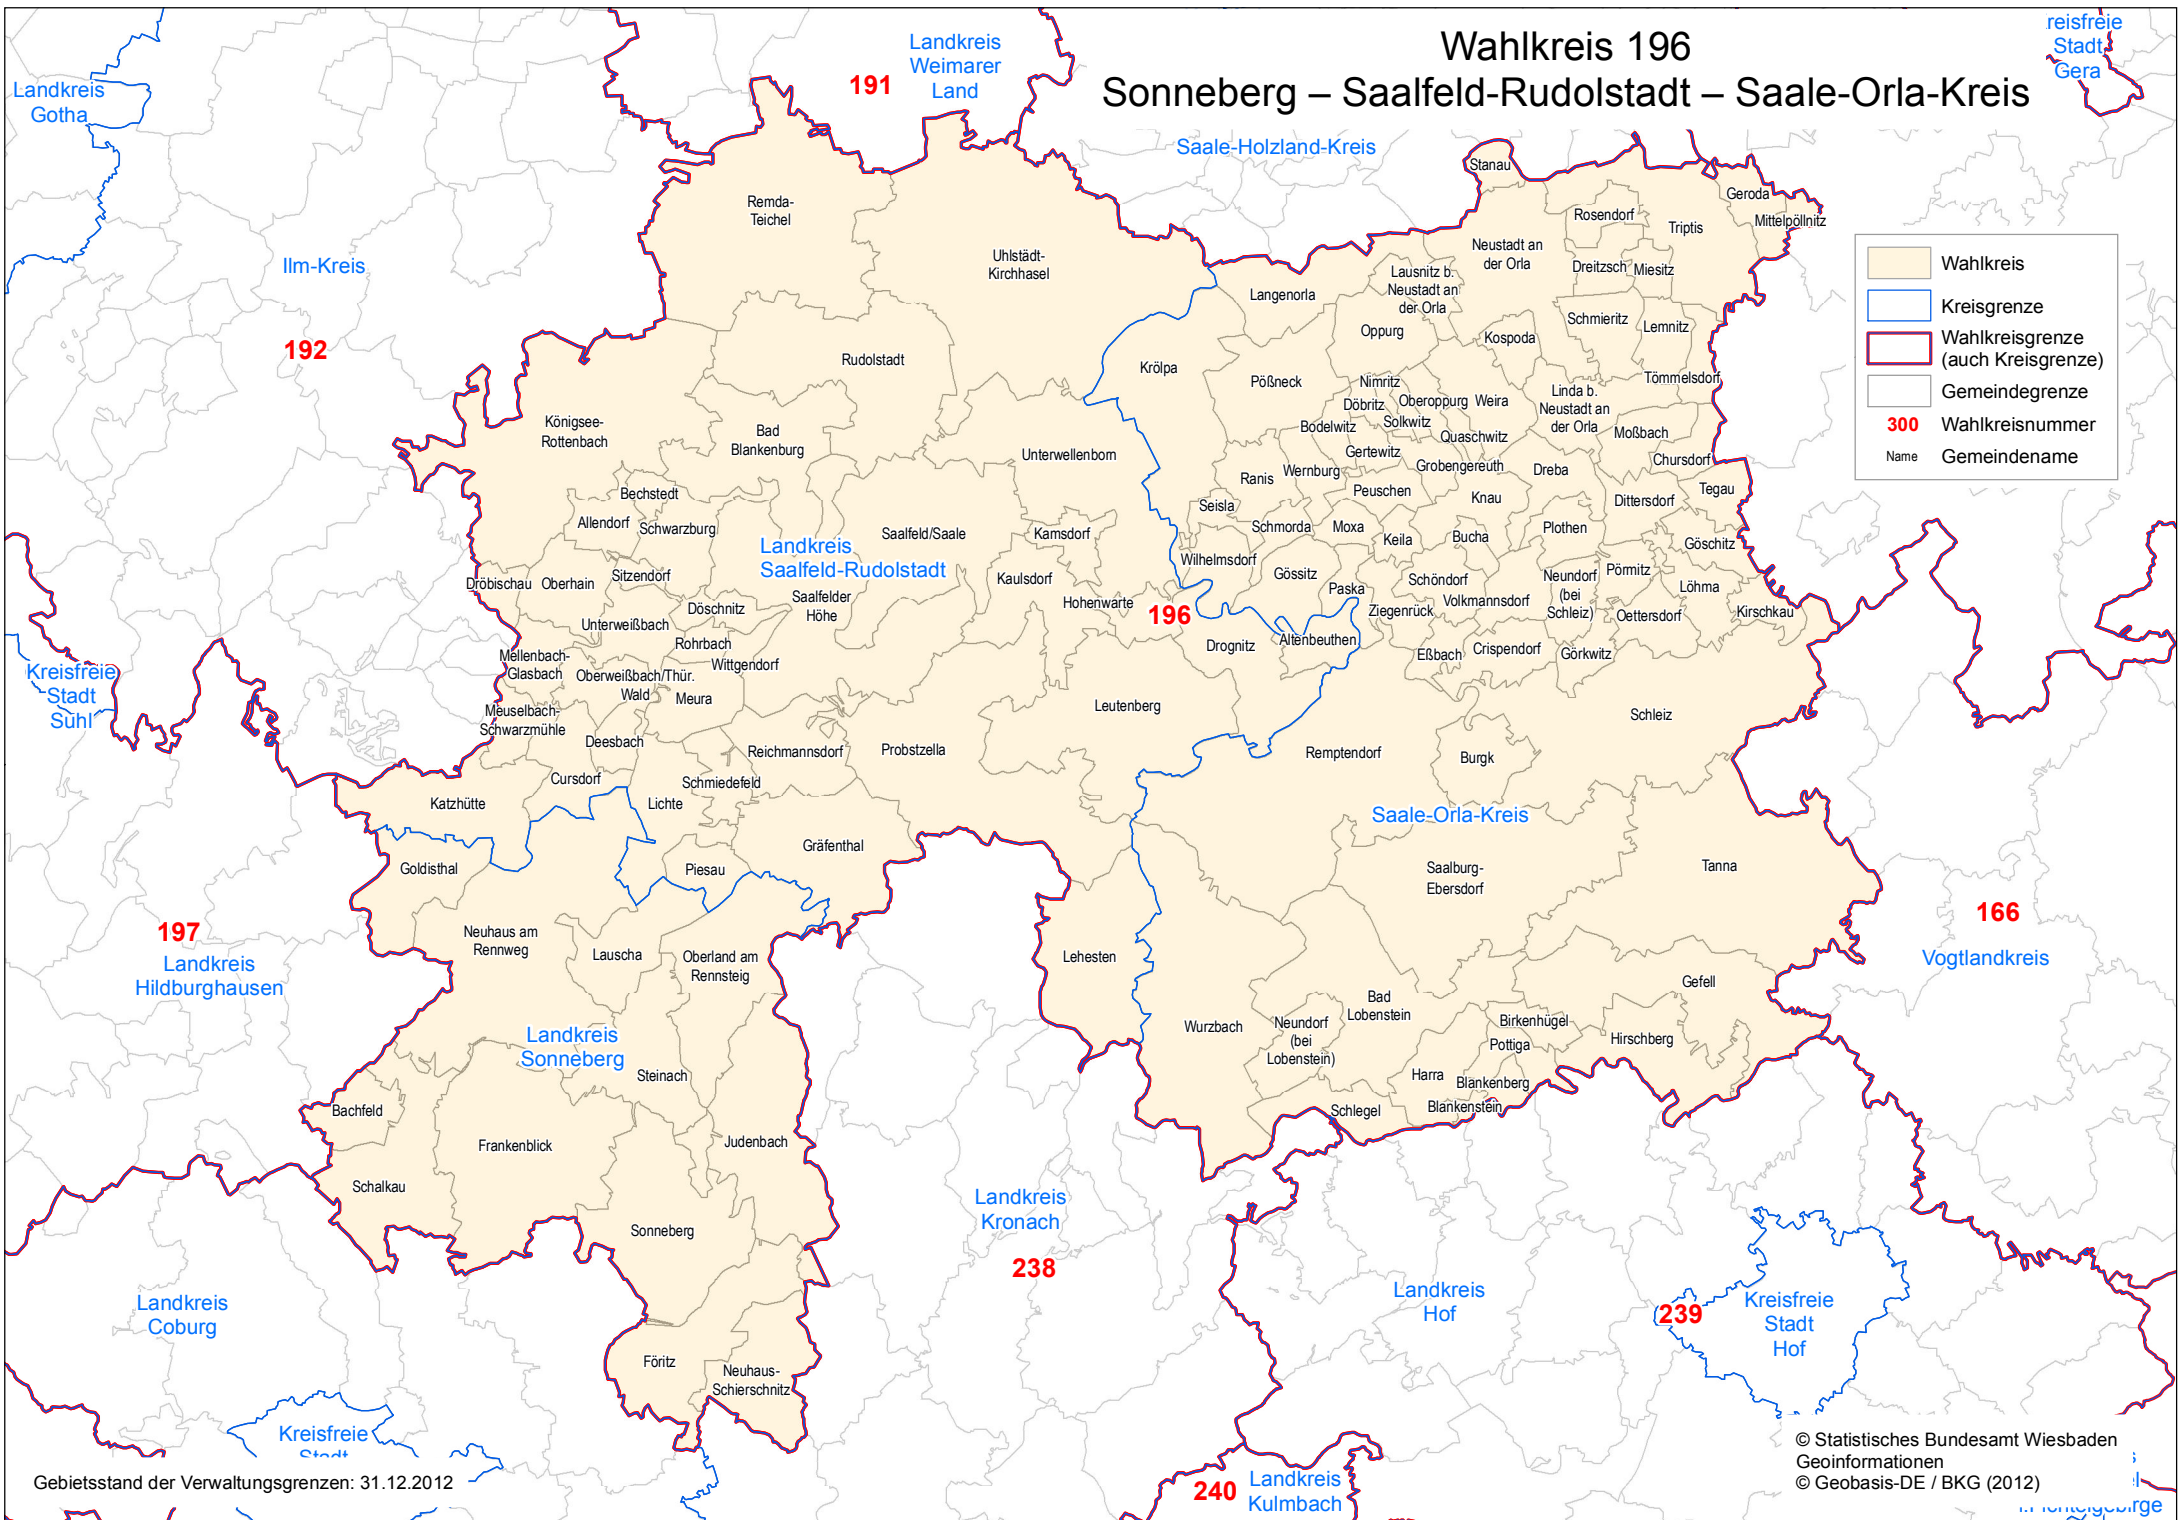 Wahlkreis 196
Sonneberg – Saalfeld-Rudolstadt – Saale-Orla-Kreis
reisfreie
Stadt
Gera
Landkreis
Weimarer
Land
191
Landkreis
Gotha
Saale-Holzland-Kreis
Ilm-Kreis
192
Wahlkreis
Kreisgrenze
Wahlkreisgrenze
(auch Kreisgrenze)
Gemeindegrenze
300 Wahlkreisnummer
Name Gemeindename
Stanau
Geroda
Mittelpöllnitz
Rosendorf
Triptis
Remda-
Teichel
Uhlstädt-
Kirchhasel
Neustadt an
der Orla
Dreitzsch
Miesitz
Lausnitz b.
Neustadt an
der Orla
Langenorla
Oppurg
Kospoda
Schmieritz
Lemnitz
Rudolstadt
Krölpa
Pößneck
Nimritz
Döbritz
Oberoppurg
Weira
Solkwitz
Linda b.
Neustadt an
der Orla
Tömmelsdorf
Königsee-
Rottenbach
Bad
Blankenburg
Bodelwitz
Quaschwitz
Moßbach
Unterwellenborn
Gertewitz
Grobengereuth
Dreba
Chursdorf
Ranis
Wernburg
Peuschen
Knau
Dittersdorf
Tegau
Bechstedt
Allendorf
Schwarzburg
Seisla
Schmorda
Moxa
Keila
Bucha
Plothen
Göschitz
Saalfeld/Saale
Kamsdorf
Landkreis
Saalfeld-Rudolstadt
Wilhelmsdorf
Gössitz
Paska
Schöndorf
Volkmannsdorf
Neundorf
(bei
Schleiz)
Pörmitz
Löhma
Dröbischau
Oberhain
Sitzendorf
Döschnitz
Saalfelder
Höhe
Kaulsdorf
Hohenwarte
196
Ziegenrück
Oettersdorf
Kirschkau
Unterweißbach
Rohrbach
Wittgendorf
Drognitz
Altenbeuthen
Eßbach
Crispendorf
Görkwitz
Mellenbach-
Glasbach
Oberweißbach/Thür.
Wald
Meura
Kreisfreie
Stadt
Suhl
Meuselbach-
Schwarzmühle
Deesbach
Leutenberg
Schleiz
Reichmannsdorf
Probstzella
Remptendorf
Burgk
Cursdorf
Schmiedefeld
Katzhütte
Lichte
Saale-Orla-Kreis
Gräfenthal
Goldisthal
Piesau
Saalburg-
Ebersdorf
Tanna
166
Vogtlandkreis
197
Landkreis
Hildburghausen
Neuhaus am
Rennweg
Lauscha
Oberland am
Rennsteig
Lehesten
Gefell
Bad
Lobenstein
Wurzbach
Neundorf
(bei
Lobenstein)
Birkenhügel
Pottiga
Hirschberg
Landkreis
Sonneberg
Steinach
Harra
Blankenberg
Schlegel
Blankenstein
Bachfeld
Frankenblick
Judenbach
Schalkau
Sonneberg
Landkreis
Kronach
238
Landkreis
Hof
239
Kreisfreie
Stadt
Hof
Landkreis
Coburg
Föritz
Neuhaus-
Schierschnitz
Kreisfreie
Stadt
240
Landkreis
Kulmbach
Gebietsstand der Verwaltungsgrenzen: 31.12.2012
© Statistisches Bundesamt Wiesbaden
Geoinformationen
© Geobasis-DE / BKG (2012)